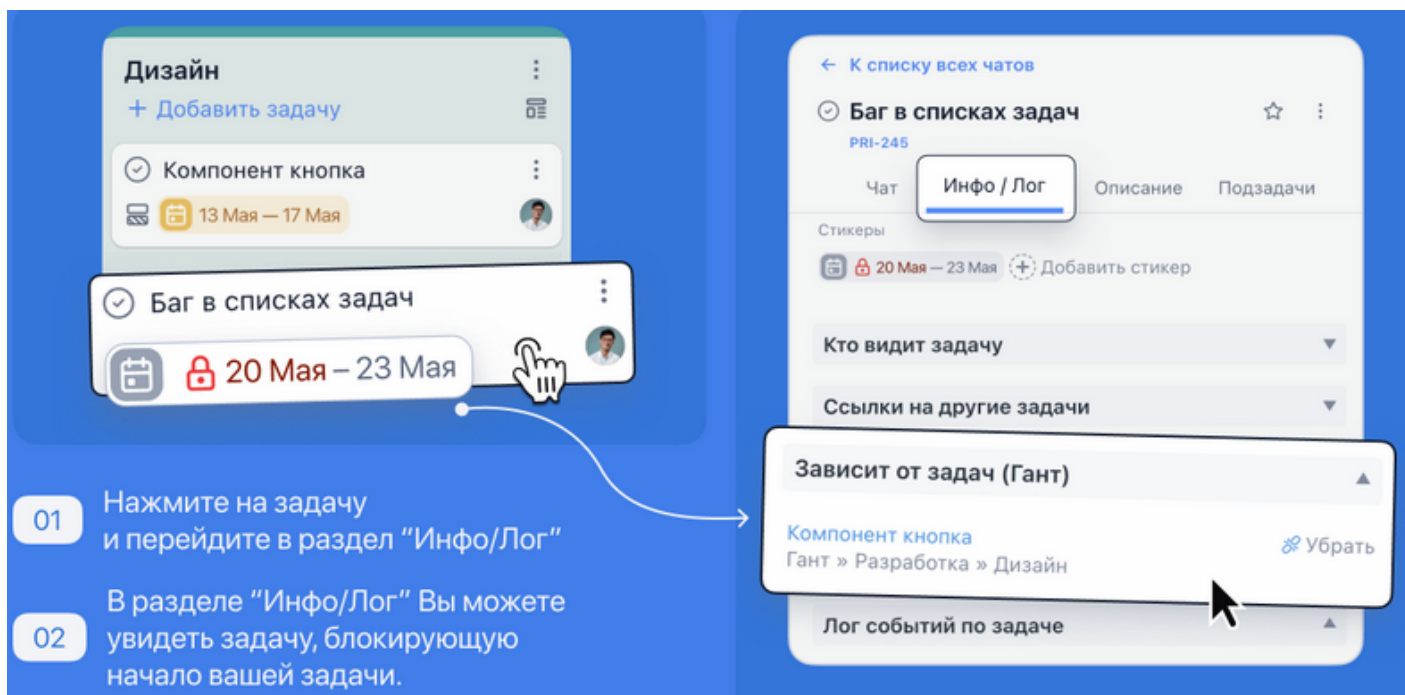 Дизайн
+ Добавить задачу
Компонент кнопка
13 Мая — 17 Мая
Баг в списках задач
20 Мая – 23 Мая
01
Нажмите на задачу
и перейдите в раздел “Инфо/Лог”
02
В разделе “Инфо/Лог” Вы можете
увидеть задачу, блокирующую
начало вашей задачи.
← К списку всех чатов
Баг в списках задач
PRI-245
Чат Инфо / Лог Описание Подзадачи
Стикеры
20 Мая — 23 Мая + Добавить стикер
Кто видит задачу
Ссылки на другие задачи
Зависит от задач (Гант)
Компонент кнопка
Гант » Разработка » Дизайн
Убрать
Лог событий по задаче